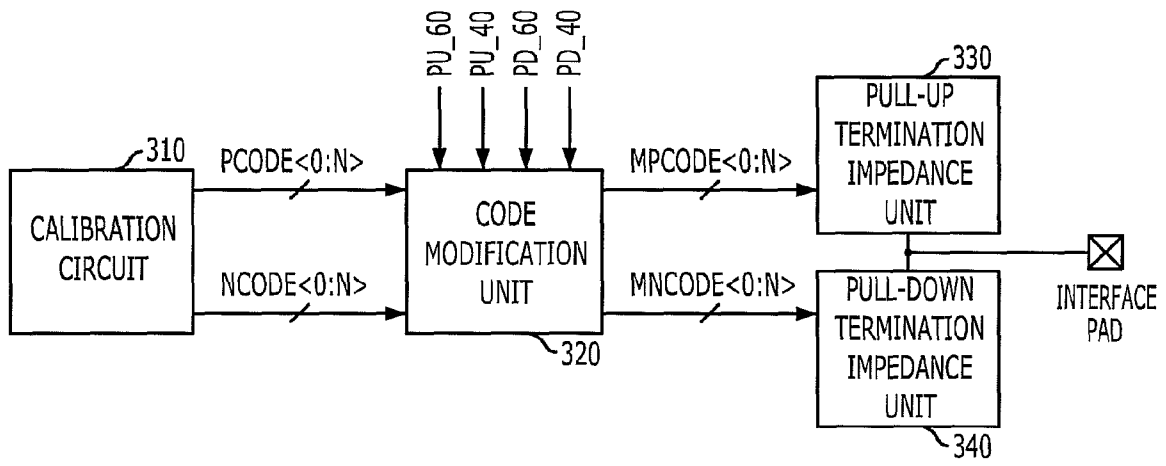 PU_60
PU_40
PD_60
PD_40
330
PULL-UP
TERMINATION
IMPEDANCE
UNIT
310
CALIBRATION
CIRCUIT
PCODE<0:N>
NCODE<0:N>
CODE
MODIFICATION
UNIT
320
MPCODE<0:N>
MNCODE<0:N>
PULL-DOWN
TERMINATION
IMPEDANCE
UNIT
340
INTERFACE
PAD